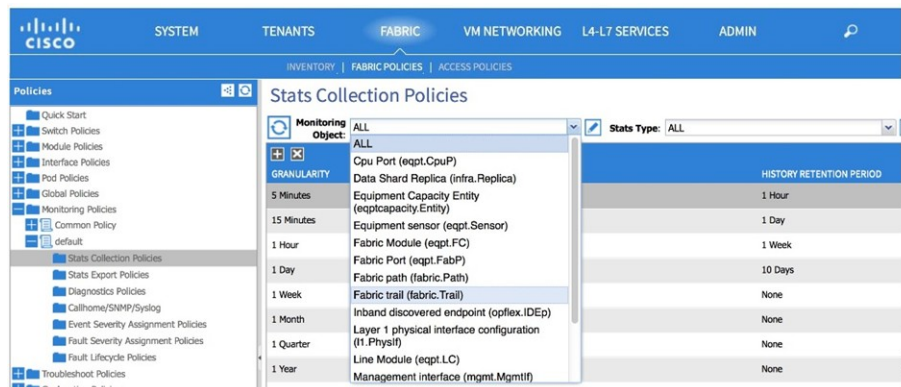 CISCO
SYSTEM TENANTS FABRIC VM NETWORKING L4-L7 SERVICES ADMIN
INVENTORY | FABRIC POLICIES | ACCESS POLICIES
Policies
Quick Start
Switch Policies
Module Policies
Interface Policies
Pod Policies
Global Policies
Monitoring Policies
Common Policy
default
Stats Collection Policies
Stats Export Policies
Diagnostics Policies
Callhome/SNMP/Syslog
Event Severity Assignment Policies
Fault Severity Assignment Policies
Fault Lifecycle Policies
Troubleshoot Policies
Stats Collection Policies
Monitoring Object: ALL
Stats Type: ALL
ALL
Cpu Port (eqpt.CpuP)
Data Shard Replica (infra.Replica)
Equipment Capacity Entity
(eqptcapacity.Entity)
Equipment sensor (eqpt.Sensor)
Fabric Module (eqpt.FC)
Fabric Port (eqpt.FabP)
Fabric path (fabric.Path)
Fabric trail (fabric.Trail)
Inband discovered endpoint (opflex.IDEp)
Layer 1 physical interface configuration
(l1.PhysIf)
Line Module (eqpt.LC)
Management interface (mgmt.MgmtIf)
GRANULARITY HISTORY RETENTION PERIOD
5 Minutes 1 Hour
15 Minutes 1 Day
1 Hour 1 Week
1 Day 10 Days
1 Week None
1 Month None
1 Quarter None
1 Year None